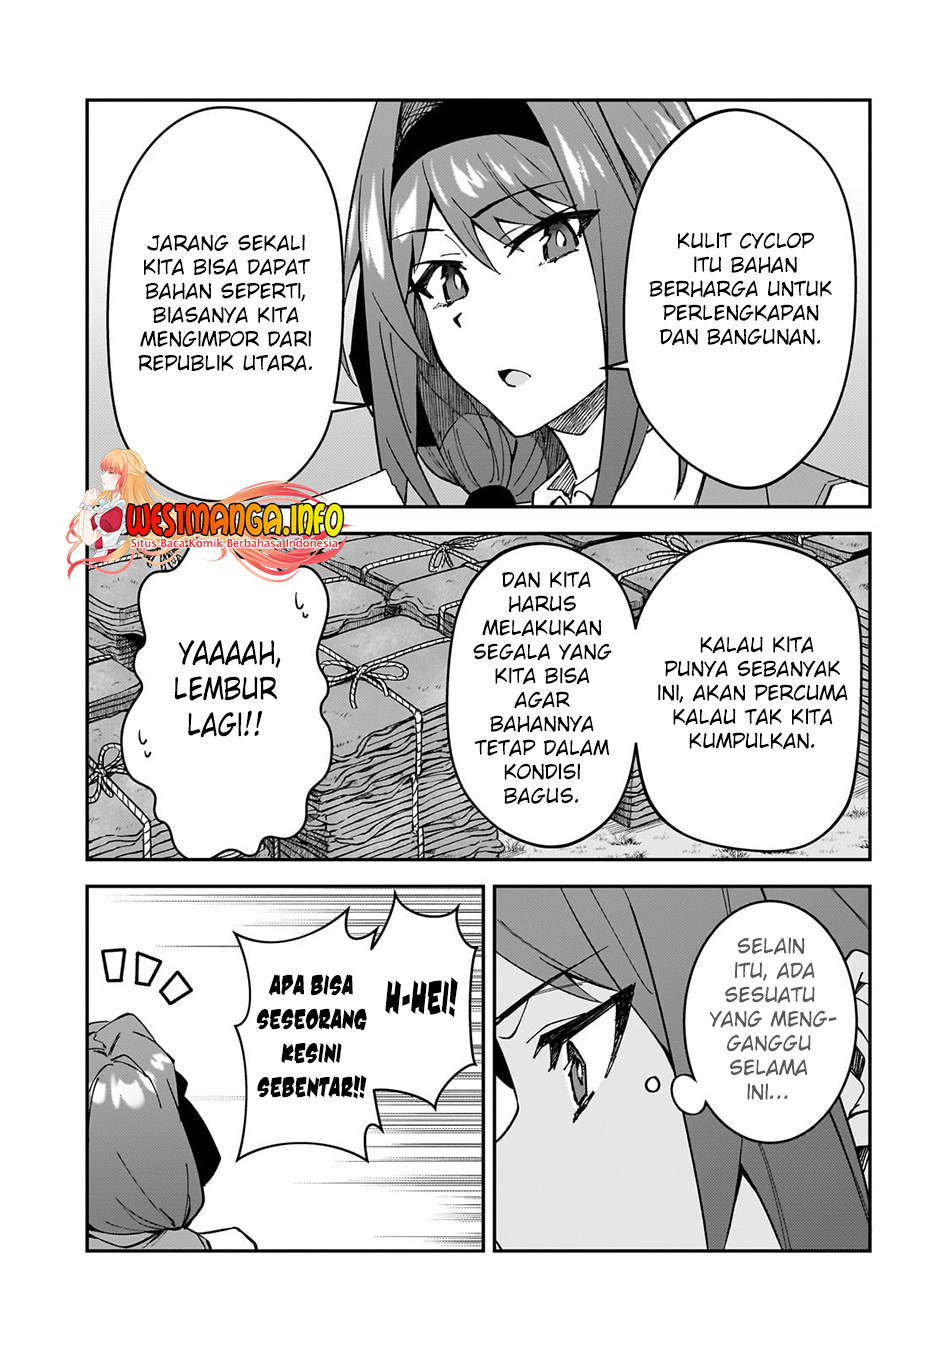 KULIT CYCLOP
ITU BAHAN
BERHARGA UNTUK
PERLENGKAPAN
DAN BANGUNAN.
JARANG SEKALI
KITA BISA DAPAT
BAHAN SEPERTI,
BIASANYA KITA
MENGIMPOR DARI
REPUBLIK UTARA.
WESTMANGA.INFO
Situs Baca Komik Berbahasa Indonesia
KALAU KITA
PUNYA SEBANYAK
INI, AKAN PERCUMA
KALAU TAK KITA
KUMPULKAN.
DAN KITA
HARUS
MELAKUKAN
SEGALA YANG
KITA BISA
AGAR
BAHANNYA
TETAP DALAM
KONDISI
BAGUS.
YAAAAH,
LEMBUR
LAGI!!
SELAIN
ITU, ADA
SESUATU
YANG MENG-
GANGGU
SELAMA
INI...
H-HEI!
APA BISA
SESEORANG
KESINI
SEBENTAR!!